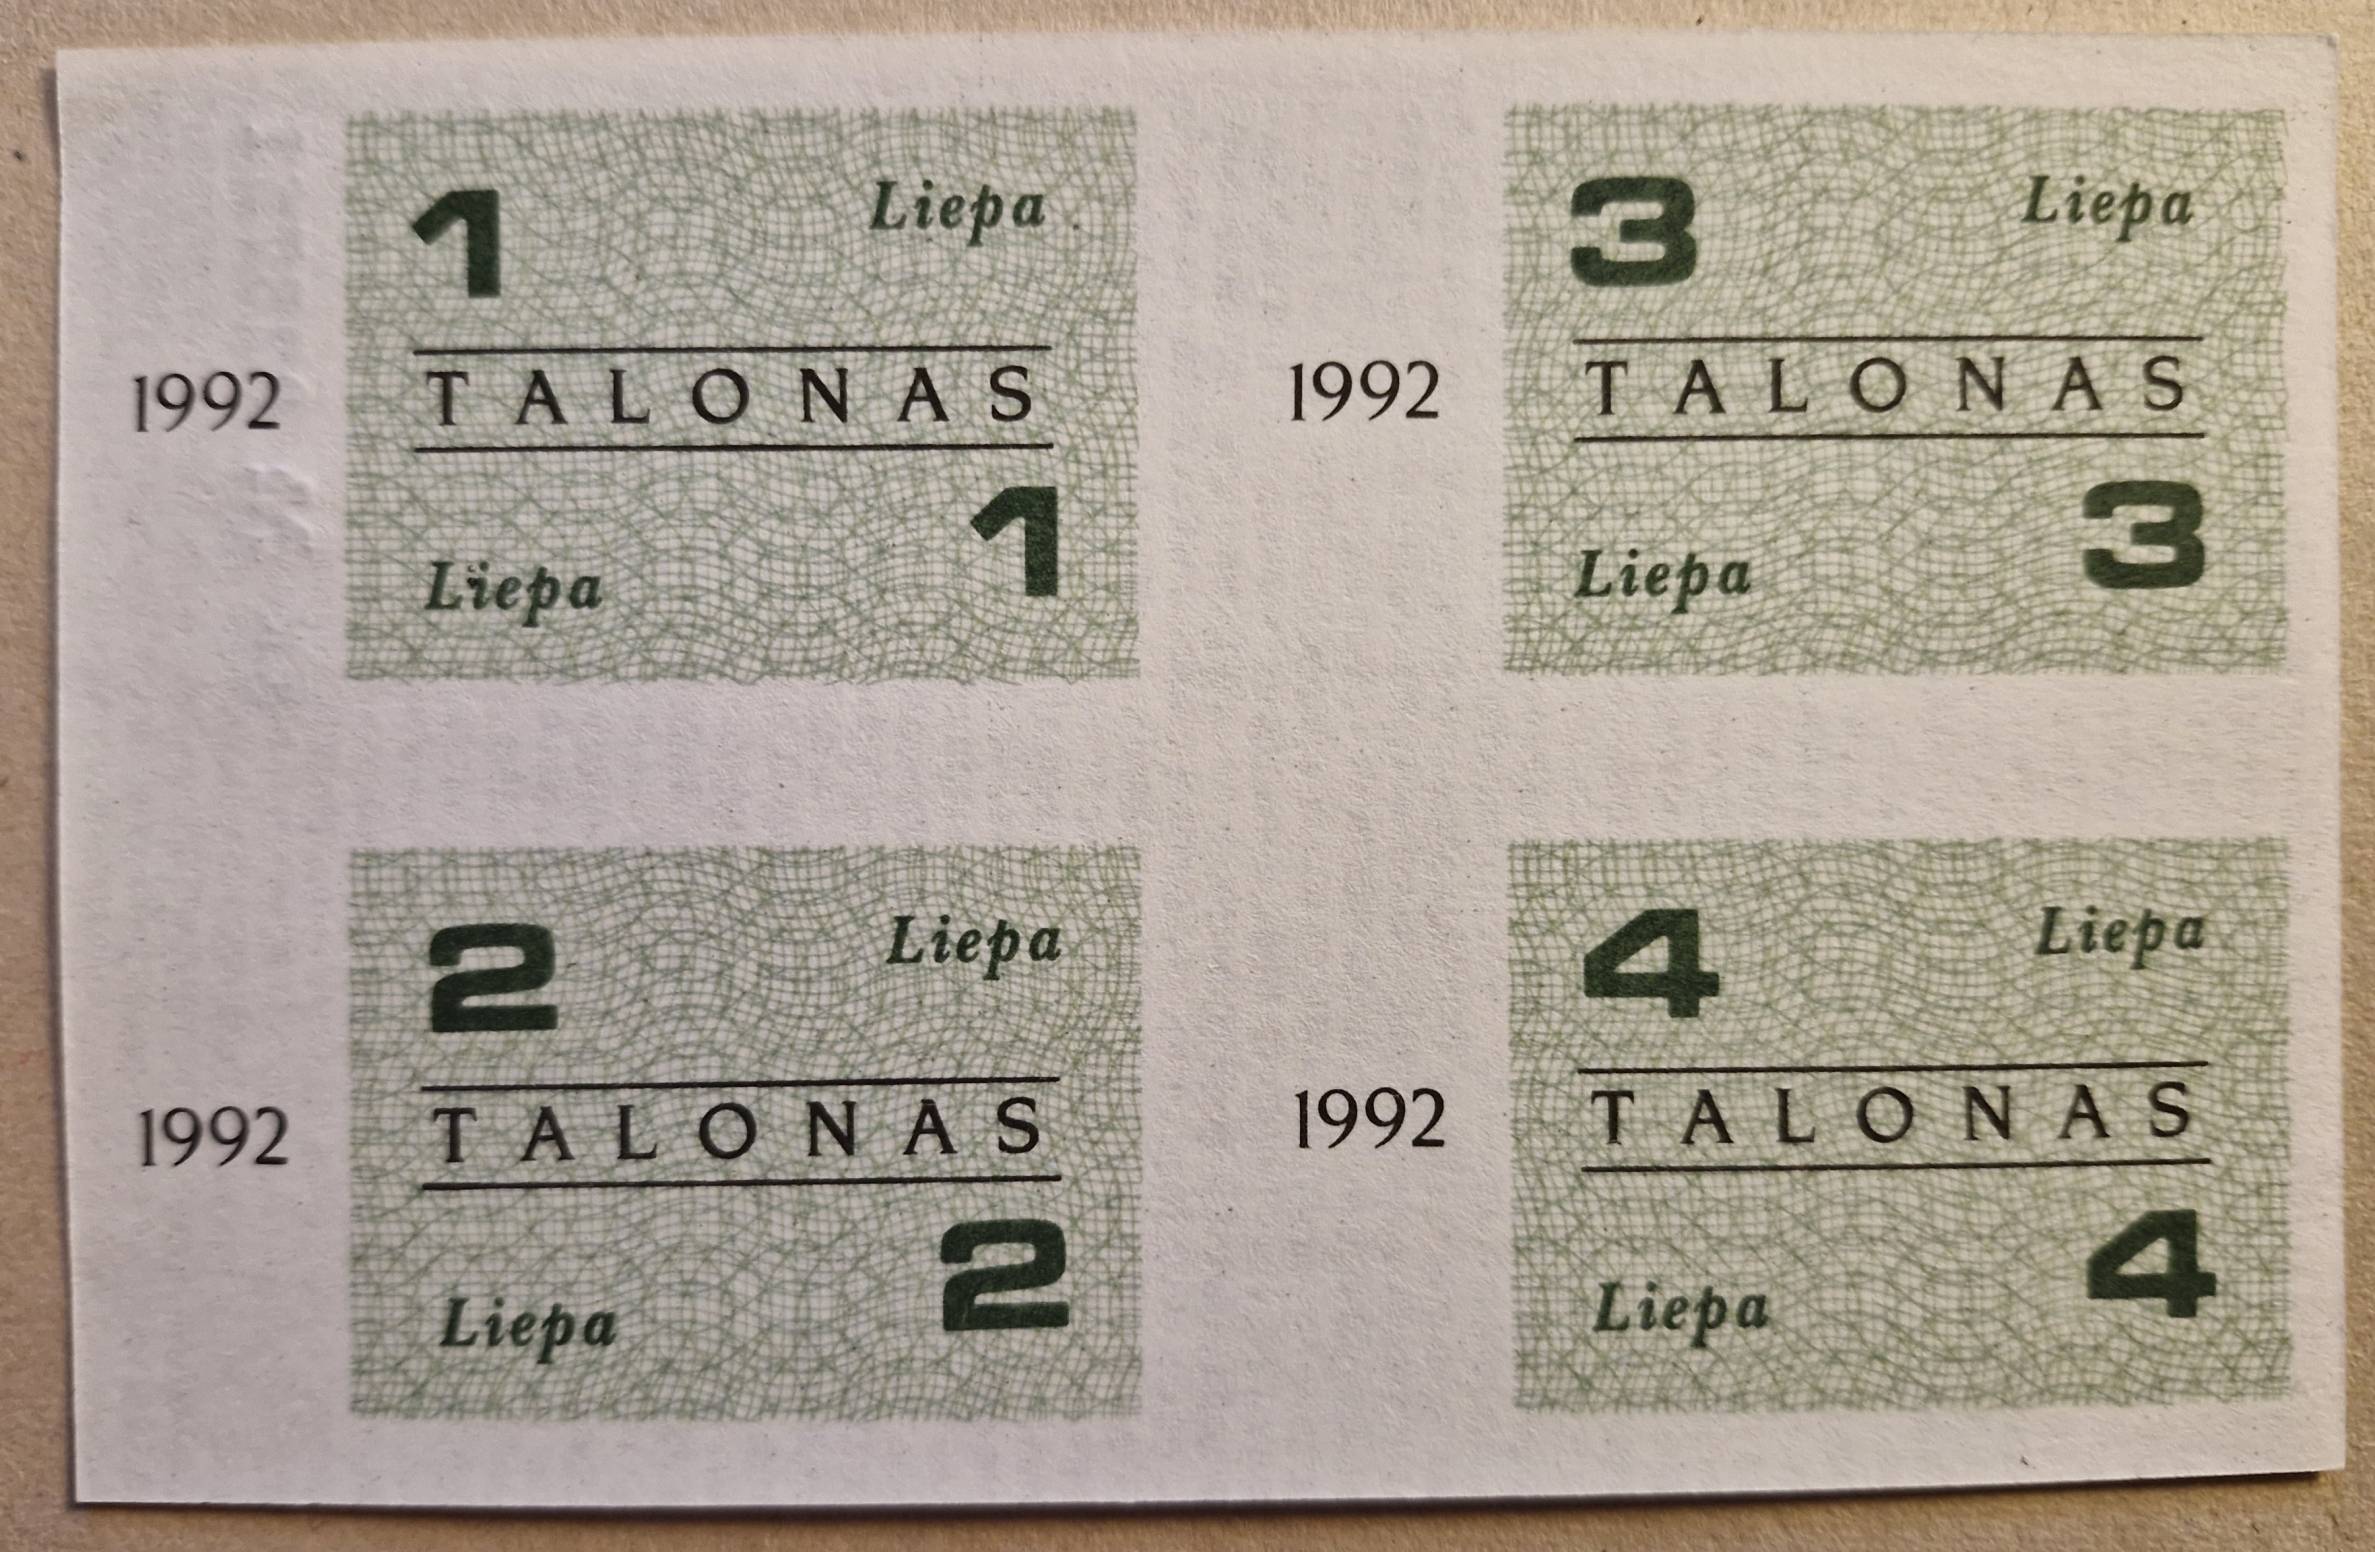 1 Liepa
1992 TALONAS
Liepa 1
3 Liepa
1992 TALONAS
Liepa 3
2 Liepa
1992 TALONAS
Liepa 2
4 Liepa
1992 TALONAS
Liepa 4